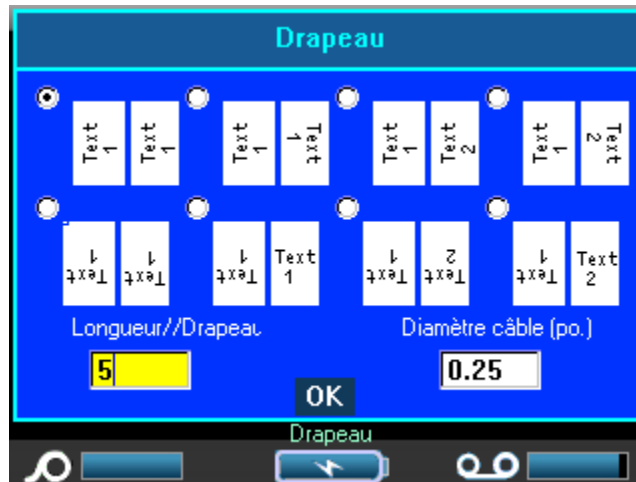 Drapeau
Text 1 Text 1 Text 1 Text 1 Text 1 Text 2 Text 1 Text 2
Text 1 Text 1 Text 1 Text 1 Text 1 Text 2 Text 1 Text 2
Longueur//Drapeau Diamètre câble (po.)
5 0.25
OK
Drapeau